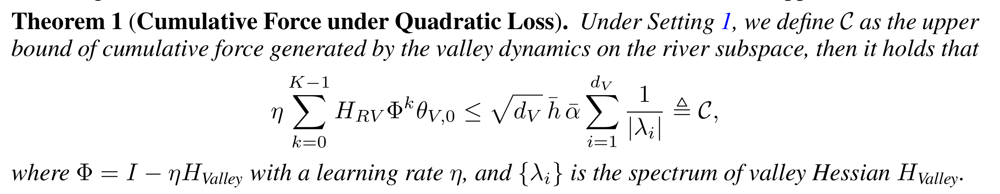 Theorem 1 (Cumulative Force under Quadratic Loss). Under Setting 1, we define $\mathcal{C}$ as the upper
bound of cumulative force generated by the valley dynamics on the river subspace, then it holds that
$$\eta \sum_{k=0}^{K-1} H_{RV} \Phi^k \theta_{V,0} \leq \sqrt{d_V} \, \bar{h} \, \bar{\alpha} \sum_{i=1}^{d_V} \frac{1}{|\lambda_i|} \triangleq \mathcal{C},$$
where $\Phi = I - \eta H_{Valley}$ with a learning rate $\eta$, and $\{\lambda_i\}$ is the spectrum of valley Hessian $H_{Valley}$.